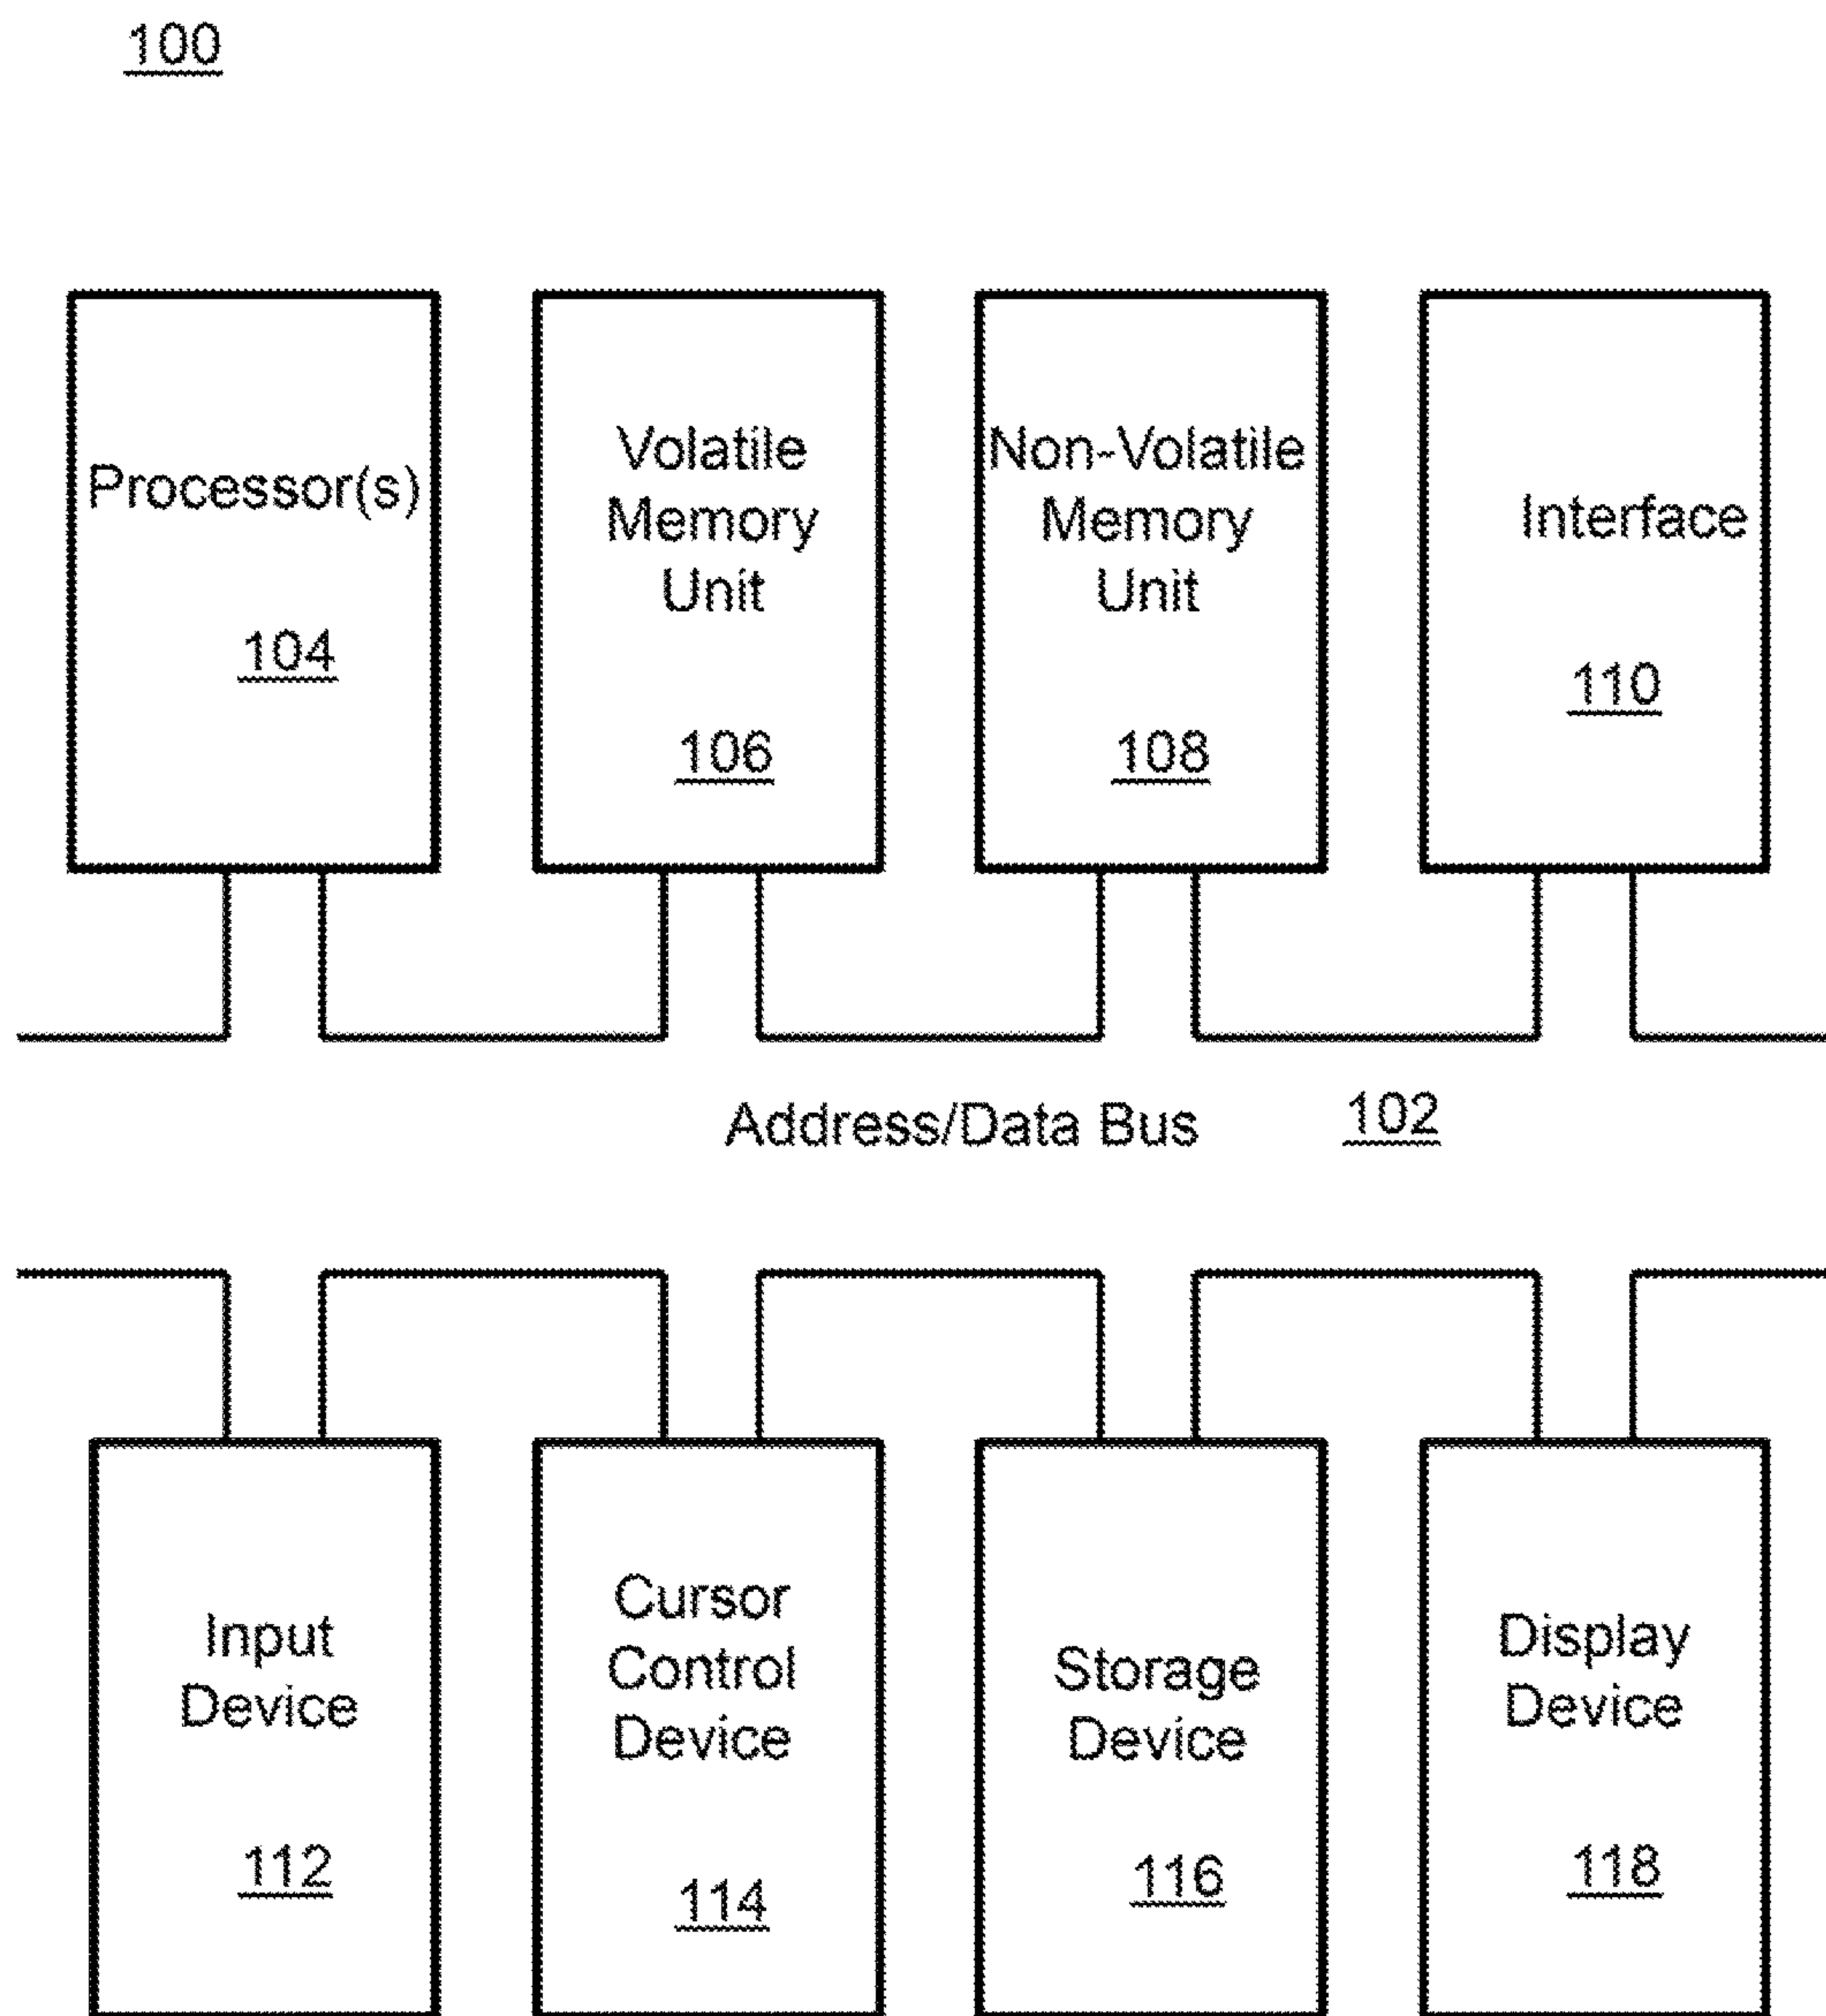 100
Processor(s)
104
Volatile
Memory
Unit
106
Non-Volatile
Memory
Unit
108
Interface
110
Address/Data Bus 102
Input
Device
112
Cursor
Control
Device
114
Storage
Device
116
Display
Device
118